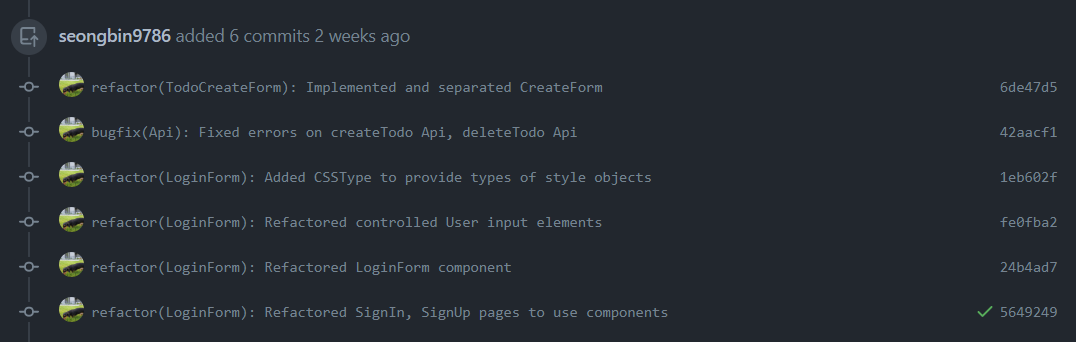 seongbin9786 added 6 commits 2 weeks ago
refactor(TodoCreateForm): Implemented and separated CreateForm 6de47d5
bugfix(Api): Fixed errors on createTodo Api, deleteTodo Api 42aacf1
refactor(LoginForm): Added CSSType to provide types of style objects 1eb602f
refactor(LoginForm): Refactored controlled User input elements fe0fba2
refactor(LoginForm): Refactored LoginForm component 24b4ad7
refactor(LoginForm): Refactored SignIn, SignUp pages to use components 5649249